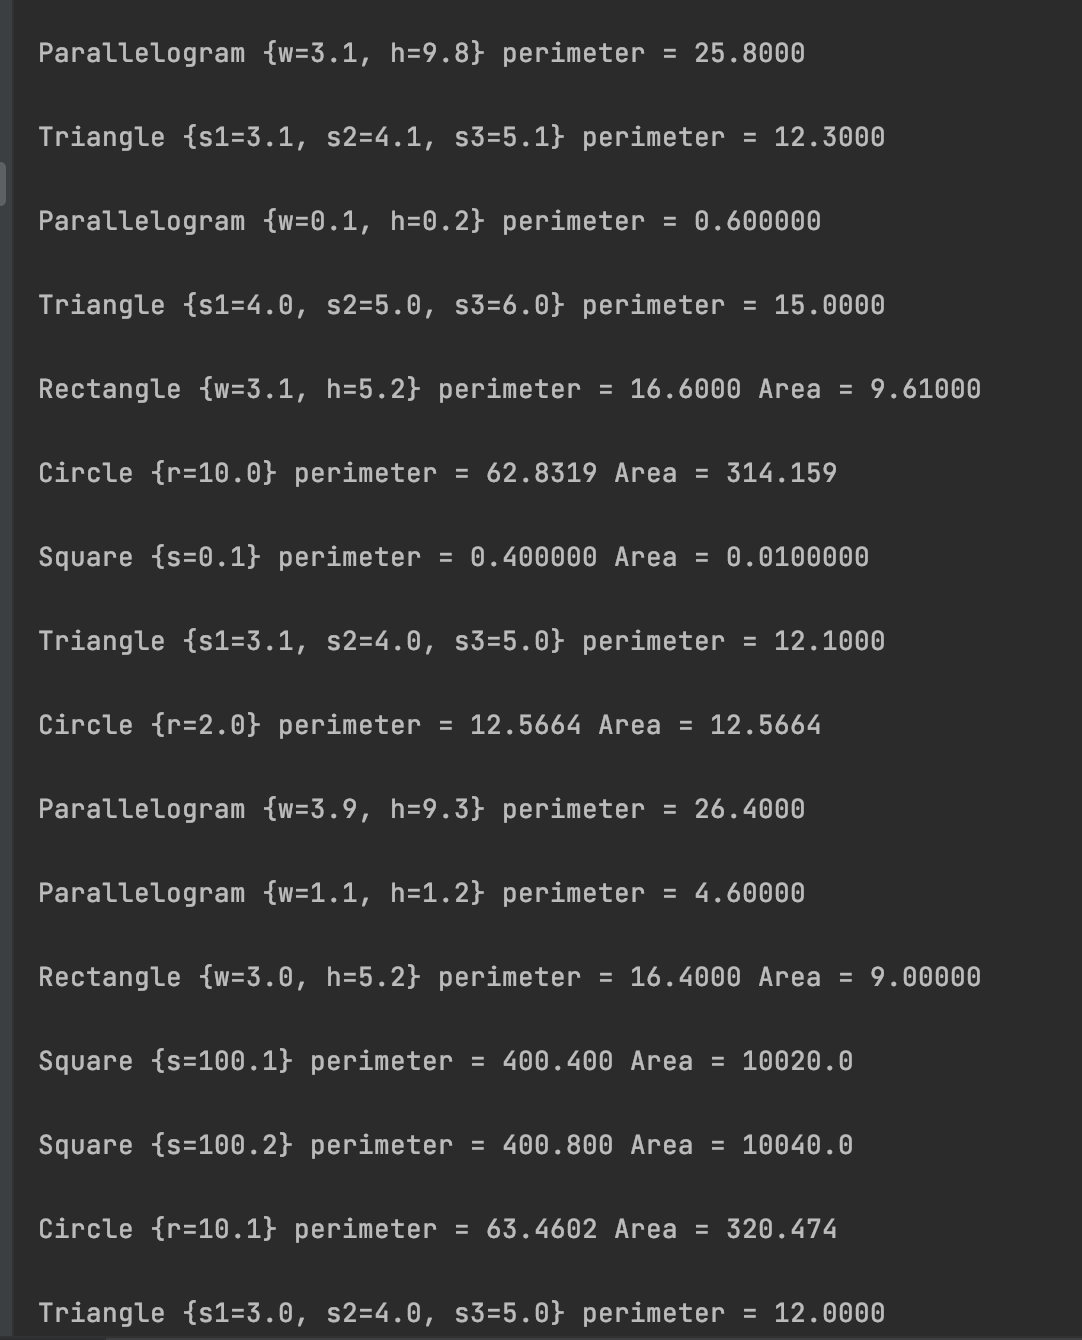 Parallelogram {w=3.1, h=9.8} perimeter = 25.8000
Triangle {s1=3.1, s2=4.1, s3=5.1} perimeter = 12.3000
Parallelogram {w=0.1, h=0.2} perimeter = 0.600000
Triangle {s1=4.0, s2=5.0, s3=6.0} perimeter = 15.0000
Rectangle {w=3.1, h=5.2} perimeter = 16.6000 Area = 9.61000
Circle {r=10.0} perimeter = 62.8319 Area = 314.159
Square {s=0.1} perimeter = 0.400000 Area = 0.0100000
Triangle {s1=3.1, s2=4.0, s3=5.0} perimeter = 12.1000
Circle {r=2.0} perimeter = 12.5664 Area = 12.5664
Parallelogram {w=3.9, h=9.3} perimeter = 26.4000
Parallelogram {w=1.1, h=1.2} perimeter = 4.60000
Rectangle {w=3.0, h=5.2} perimeter = 16.4000 Area = 9.00000
Square {s=100.1} perimeter = 400.400 Area = 10020.0
Square {s=100.2} perimeter = 400.800 Area = 10040.0
Circle {r=10.1} perimeter = 63.4602 Area = 320.474
Triangle {s1=3.0, s2=4.0, s3=5.0} perimeter = 12.0000